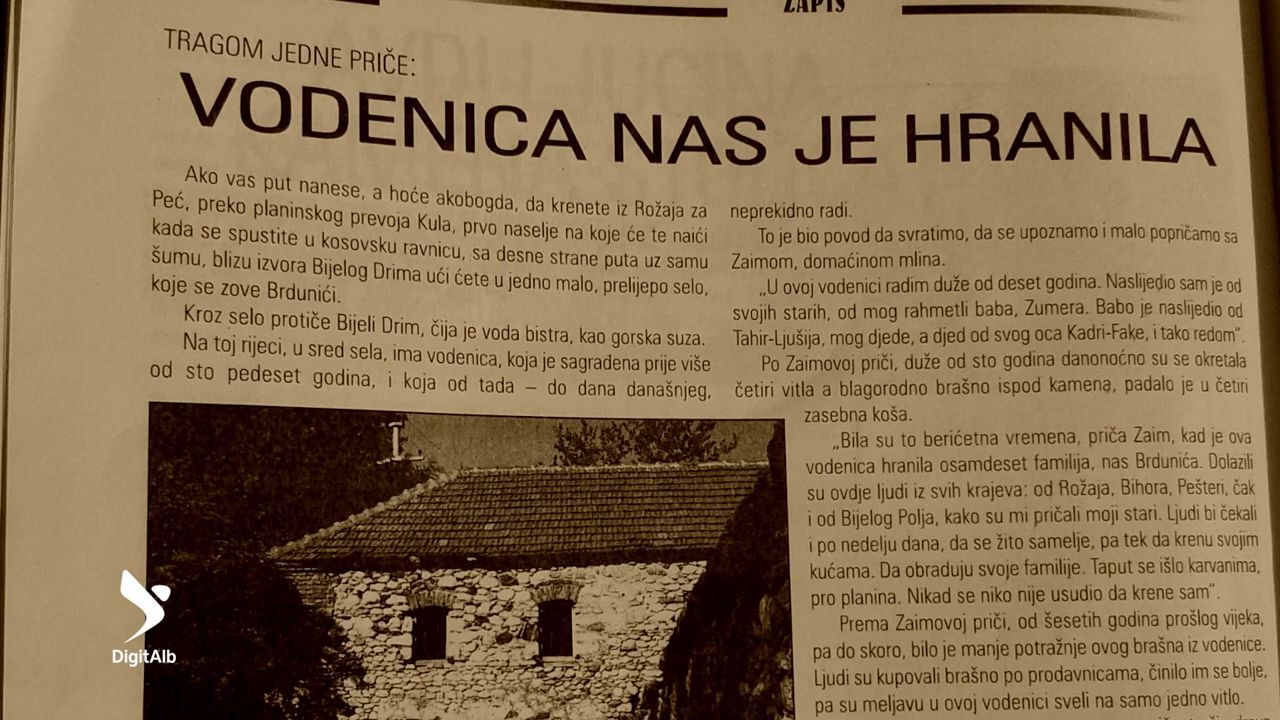 ZAPIS
TRAGOM JEDNE PRIČE:
VODENICA NAS JE HRANILA
Ako vas put nanese, a hoće akobogda, da krenete iz Rožaja za
Peć, preko planinskog prevoja Kula, prvo naselje na koje će te naići
kada se spustite u kosovsku ravnicu, sa desne strane puta uz samu
šumu, blizu izvora Bijelog Drima ući ćete u jedno malo, prelijepo selo,
koje se zove Brdunići.
Kroz selo protiče Bijeli Drim, čija je voda bistra, kao gorska suza.
Na toj rijeci, u sred sela, ima vodenica, koja je sagrađena prije više
od sto pedeset godina, i koja od tada – do dana današnjeg,
neprekidno radi.
To je bio povod da svratimo, da se upoznamo i malo popričamo sa
Zaimom, domaćinom mlina.
„U ovoj vodenici radim duže od deset godina. Naslijedio sam je od
svojih starih, od mog rahmetli baba, Zumera. Babo je naslijedio od
Tahir-Ljušija, mog djede, a djed od svog oca Kadri-Fake, i tako redom“.
Po Zaimovoj priči, duže od sto godina danonoćno su se okretala
četiri vitla a blagorodno brašno ispod kamena, padalo je u četiri
zasebna koša.
„Bila su to berićetna vremena, priča Zaim, kad je ova
vodenica hranila osamdeset familija, nas Brdunića. Dolazili
su ovdje ljudi iz svih krajeva: od Rožaja, Bihora, Pešteri, čak
i od Bijelog Polja, kako su mi pričali moji stari. Ljudi bi čekali
i po nedelju dana, da se žito samelje, pa tek da krenu svojim
kućama. Da obraduju svoje familije. Taput se išlo karvanima,
pro planina. Nikad se niko nije usudio da krene sam“.
Prema Zaimovoj priči, od šesetih godina prošlog vijeka,
pa do skoro, bilo je manje potražnje ovog brašna iz vodenice.
Ljudi su kupovali brašno po prodavnicama, činilo im se bolje,
pa su meljavu u ovoj vodenici sveli na samo jedno vitlo.
DigitAlb